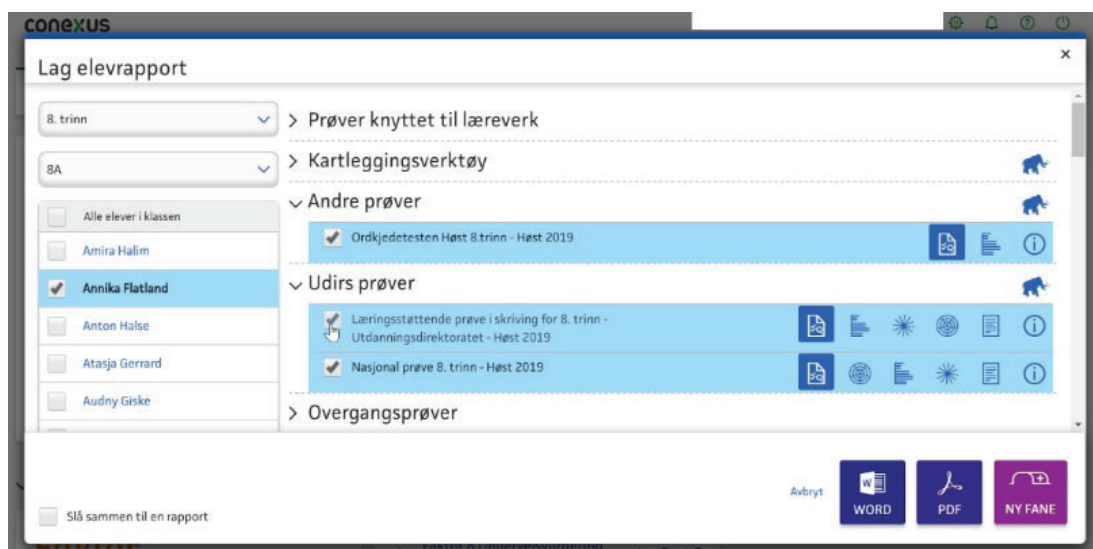 conexus
Lag elevrapport
×
8. trinn
8A
Alle elever i klassen
Amira Halim
Annika Flatland
Anton Halse
Atasja Gerrard
Audny Giske
Prøver knyttet til læreverk
Kartleggingsverktøy
Andre prøver
Ordkjedetesten Høst 8.trinn - Høst 2019
Udirs prøver
Læringsstøttende prøve i skriving for 8. trinn -
Utdanningsdirektoratet - Høst 2019
Nasjonal prøve 8. trinn - Høst 2019
Overgangsprøver
Slå sammen til en rapport
Avbryt
WORD
PDF
NY FANE